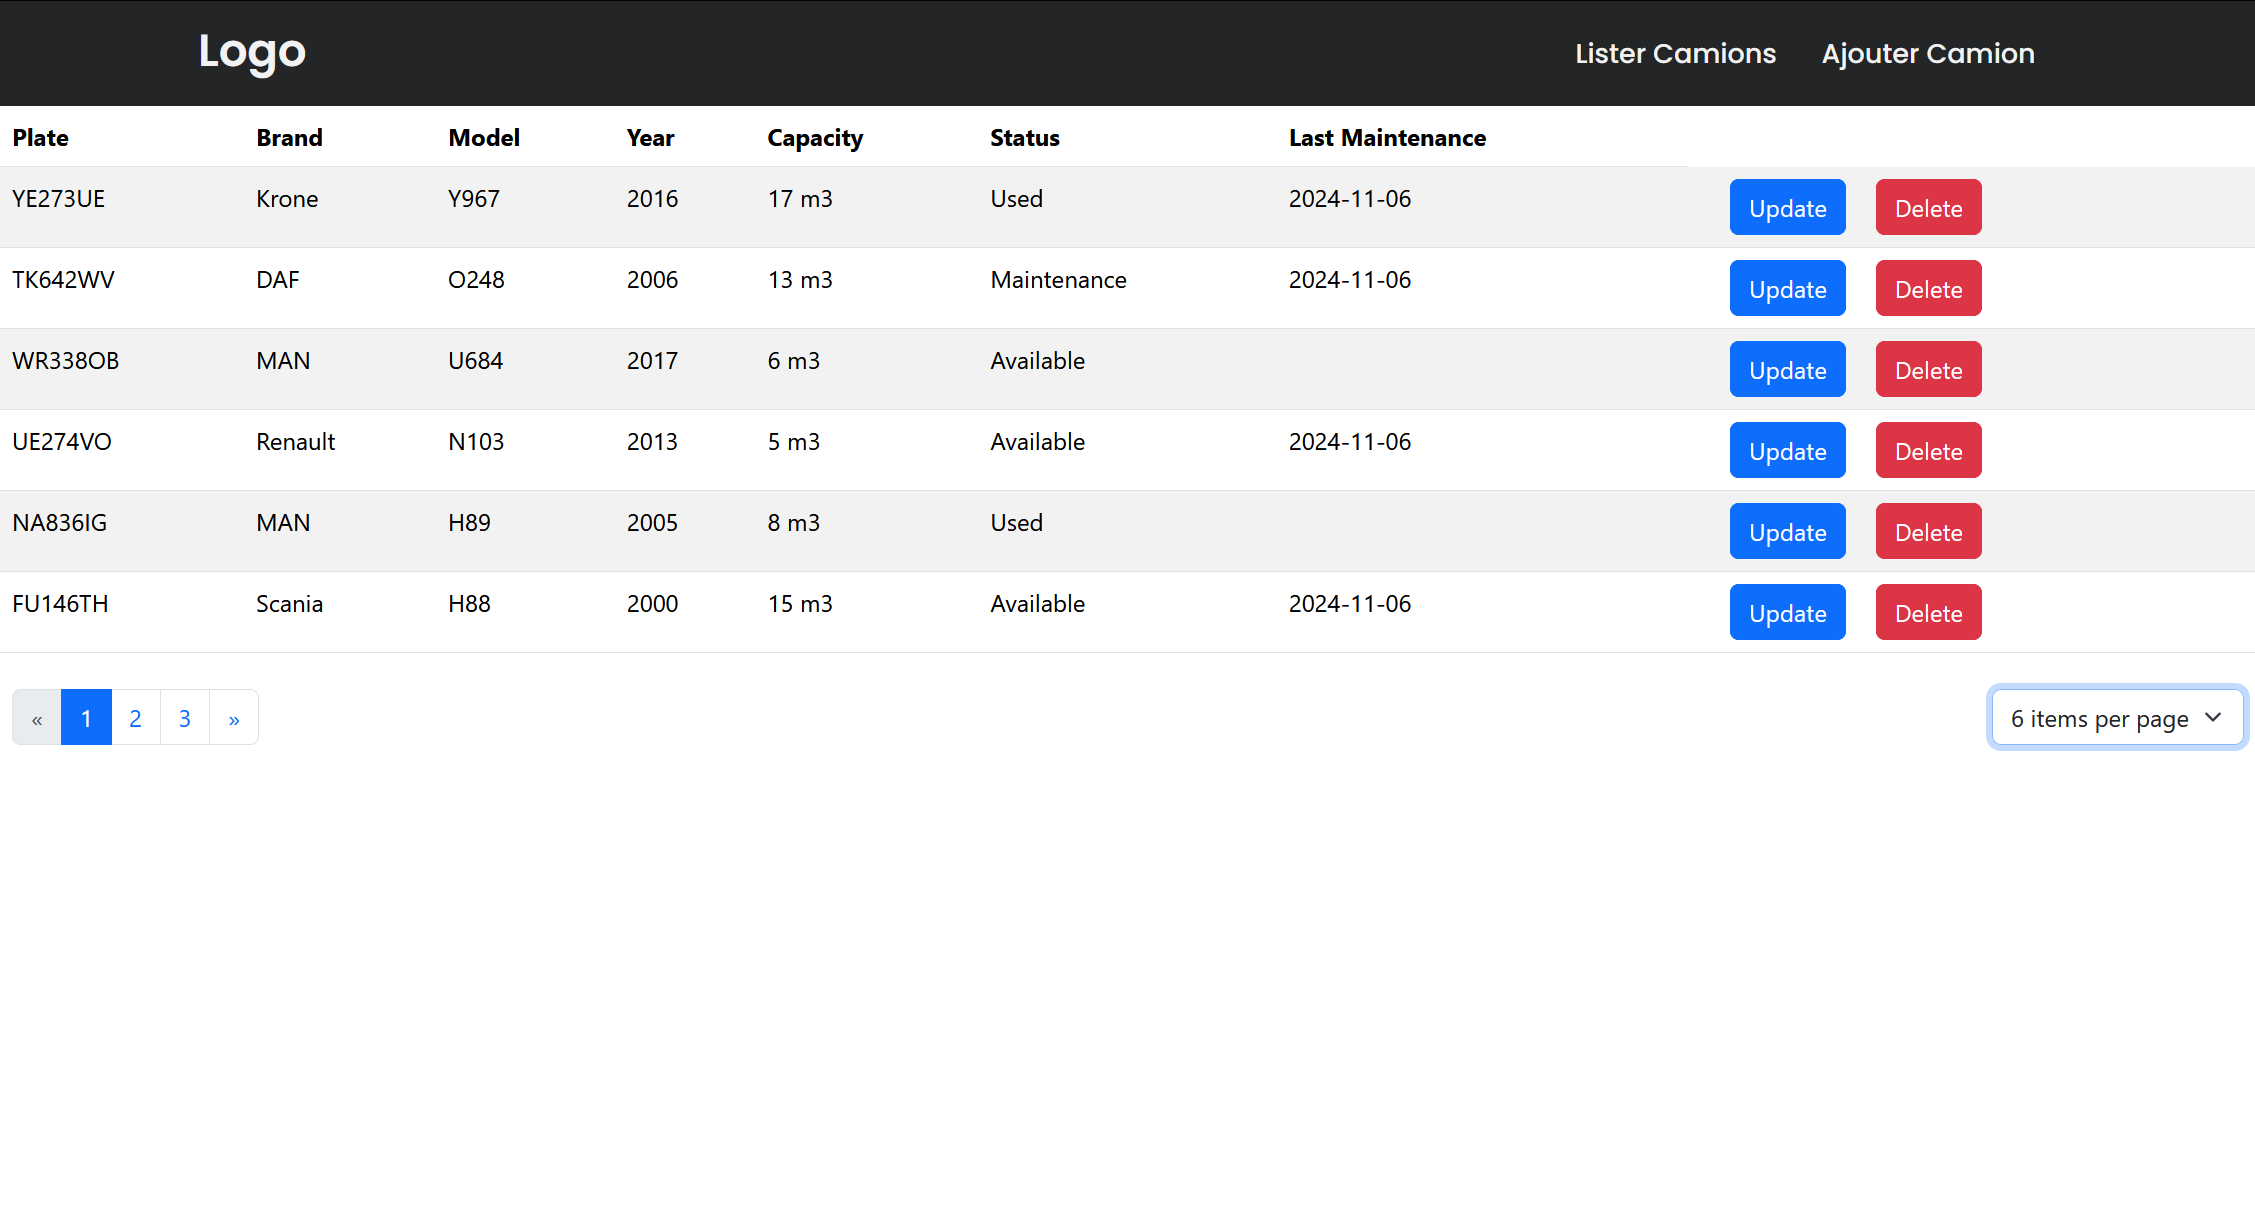 Logo Lister Camions Ajouter Camion
Plate Brand Model Year Capacity Status Last Maintenance
YE273UE Krone Y967 2016 17 m3 Used 2024-11-06 Update Delete
TK642WV DAF O248 2006 13 m3 Maintenance 2024-11-06 Update Delete
WR338OB MAN U684 2017 6 m3 Available Update Delete
UE274VO Renault N103 2013 5 m3 Available 2024-11-06 Update Delete
NA836IG MAN H89 2005 8 m3 Used Update Delete
FU146TH Scania H88 2000 15 m3 Available 2024-11-06 Update Delete
« 1 2 3 » 6 items per page